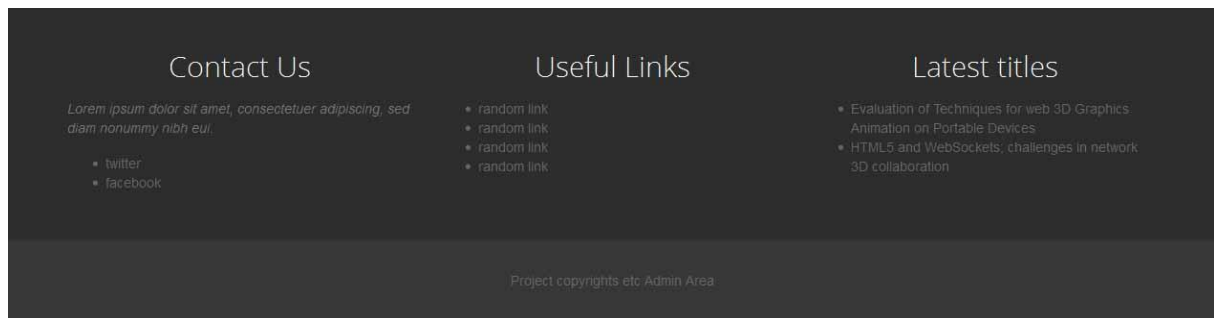 Contact Us
Lorem ipsum dolor sit amet, consectetuer adipiscing, sed
diam nonummy nibh eui.
• twitter
• facebook
Useful Links
• random link
• random link
• random link
• random link
Latest titles
• Evaluation of Techniques for web 3D Graphics
Animation on Portable Devices
• HTML5 and WebSockets; challenges in network
3D collaboration
Project copyrights etc Admin Area